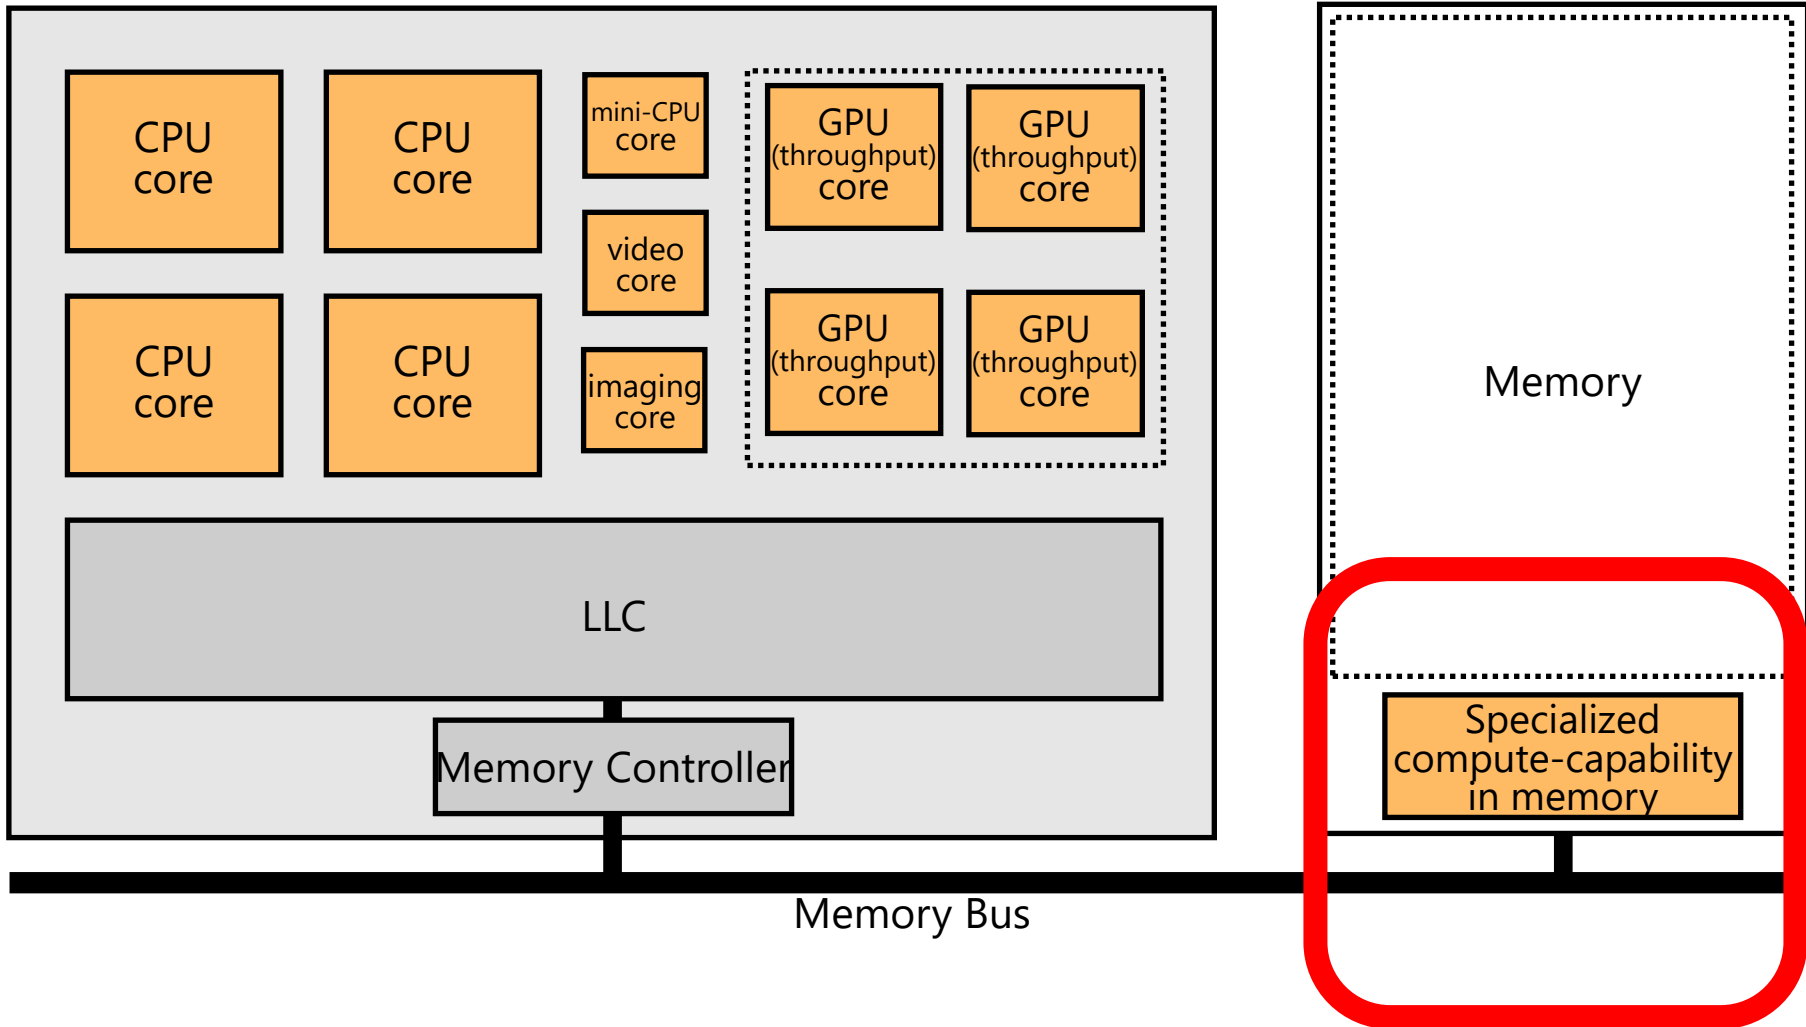 CPU
core
CPU
core
mini-CPU
core
GPU
(throughput)
core
GPU
(throughput)
core
video
core
CPU
core
CPU
core
imaging
core
GPU
(throughput)
core
GPU
(throughput)
core
LLC
Memory Controller
Memory Bus
Memory
Specialized
compute-capability
in memory